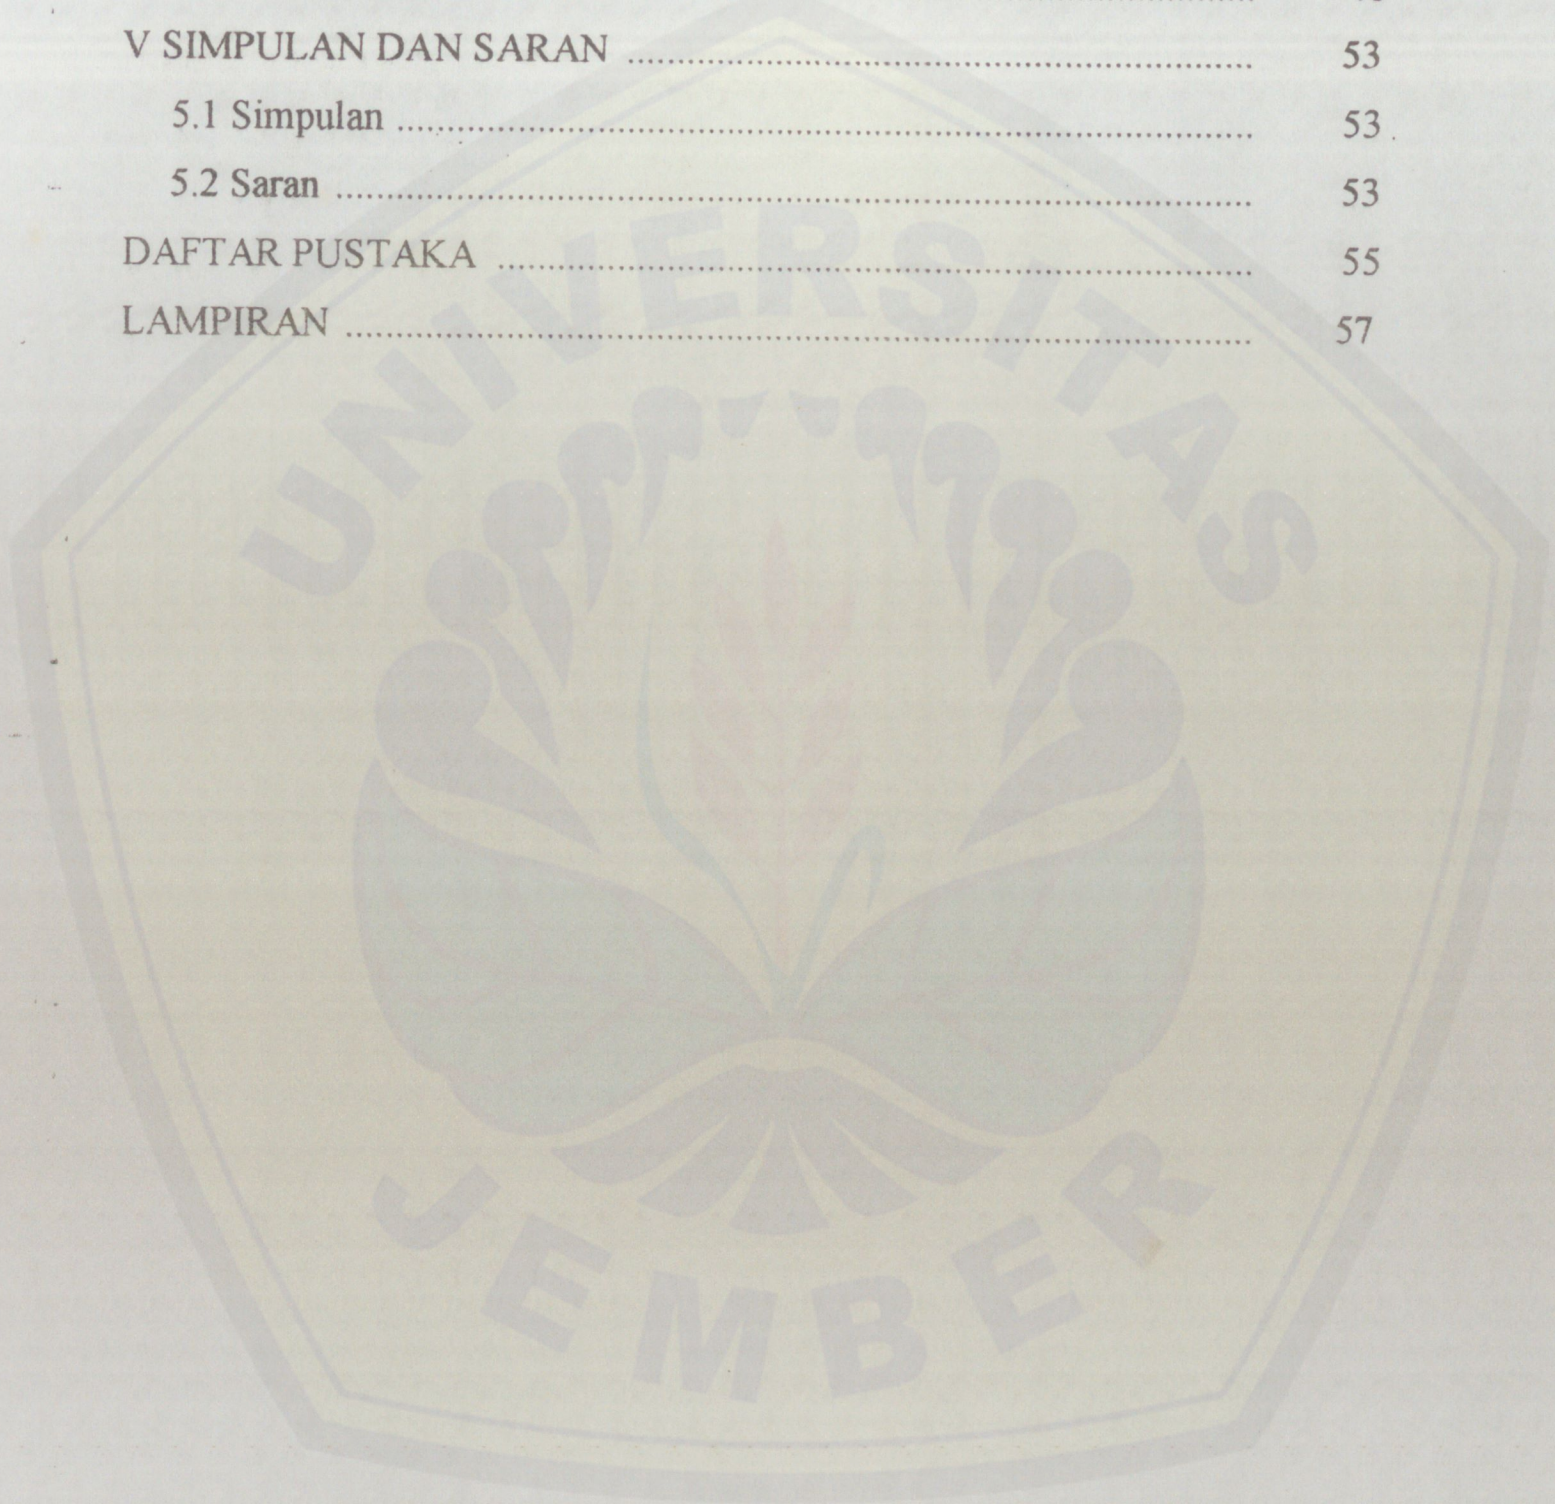 V SIMPULAN DAN SARAN ........................................ 53
5.1 Simpulan ........................................ 53
5.2 Saran ........................................ 53
DAFTAR PUSTAKA ........................................ 55
LAMPIRAN ........................................ 57
UNIVERSITAS
JEMBER